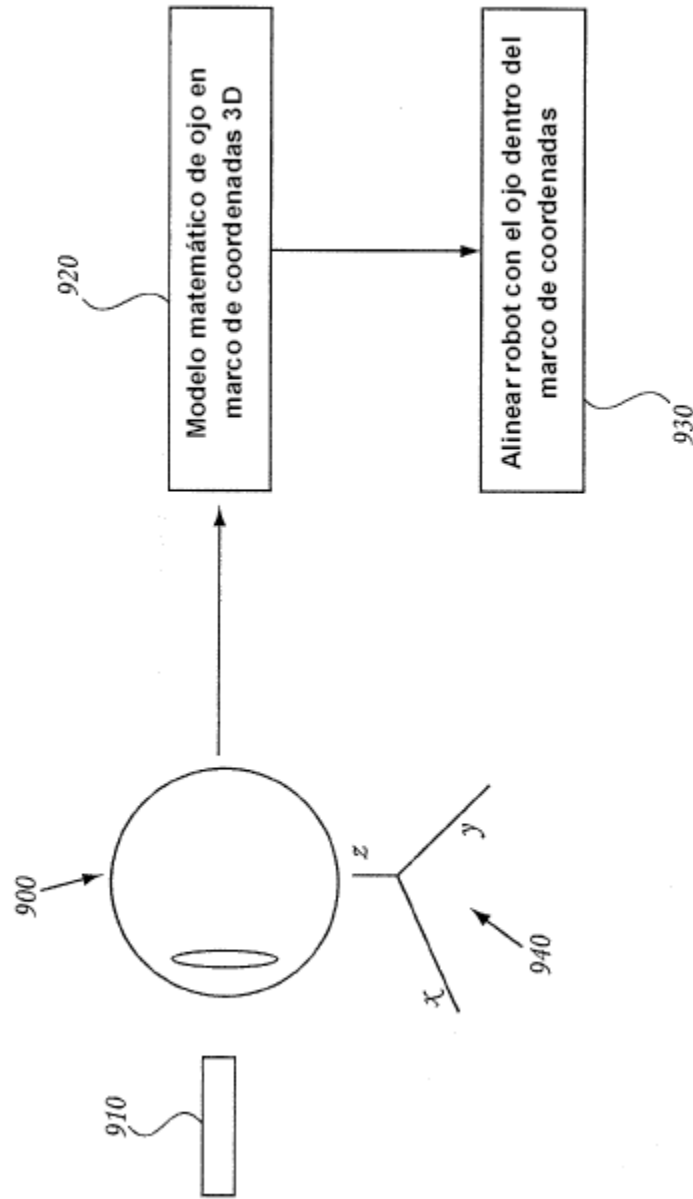 900
910
z
x
y
940
920
Modelo matemático de ojo en
marco de coordenadas 3D
Alinear robot con el ojo dentro del
marco de coordenadas
930